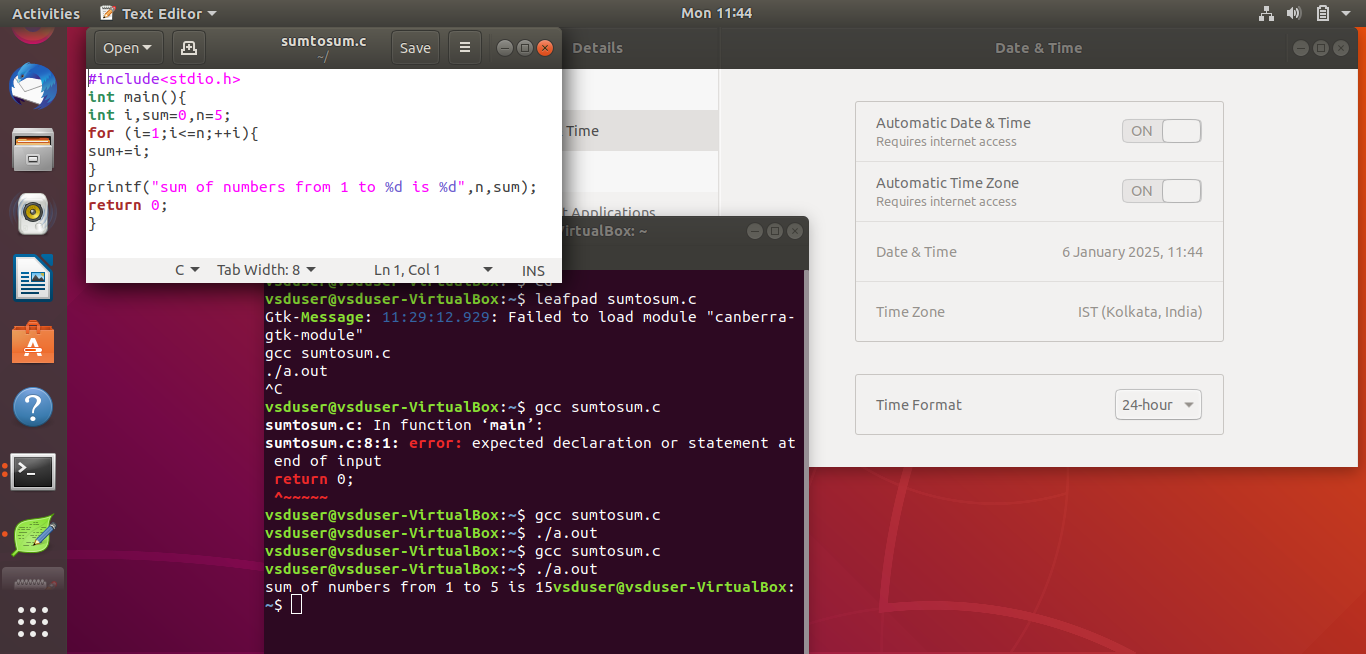 Activities Text Editor Mon 11:44
Open sumtosum.c Save
~/
#include<stdio.h>
int main(){
int i,sum=0,n=5;
for (i=1;i<=n;++i){
sum+=i;
}
printf("sum of numbers from 1 to %d is %d",n,sum);
return 0;
}
C Tab Width: 8 Ln 1, Col 1 INS
Details
Time
Applications
Date & Time
Automatic Date & Time ON
Requires internet access
Automatic Time Zone ON
Requires internet access
Date & Time 6 January 2025, 11:44
Time Zone IST (Kolkata, India)
Time Format 24-hour
irtualBox: ~
vsduser@vsduser-VirtualBox:~$ leafpad sumtosum.c
Gtk-Message: 11:29:12.929: Failed to load module "canberra-
gtk-module"
gcc sumtosum.c
./a.out
^C
vsduser@vsduser-VirtualBox:~$ gcc sumtosum.c
sumtosum.c: In function ‘main’:
sumtosum.c:8:1: error: expected declaration or statement at
end of input
return 0;
^~~~~~
vsduser@vsduser-VirtualBox:~$ gcc sumtosum.c
vsduser@vsduser-VirtualBox:~$ ./a.out
vsduser@vsduser-VirtualBox:~$ gcc sumtosum.c
vsduser@vsduser-VirtualBox:~$ ./a.out
sum of numbers from 1 to 5 is 15vsduser@vsduser-VirtualBox:
~$